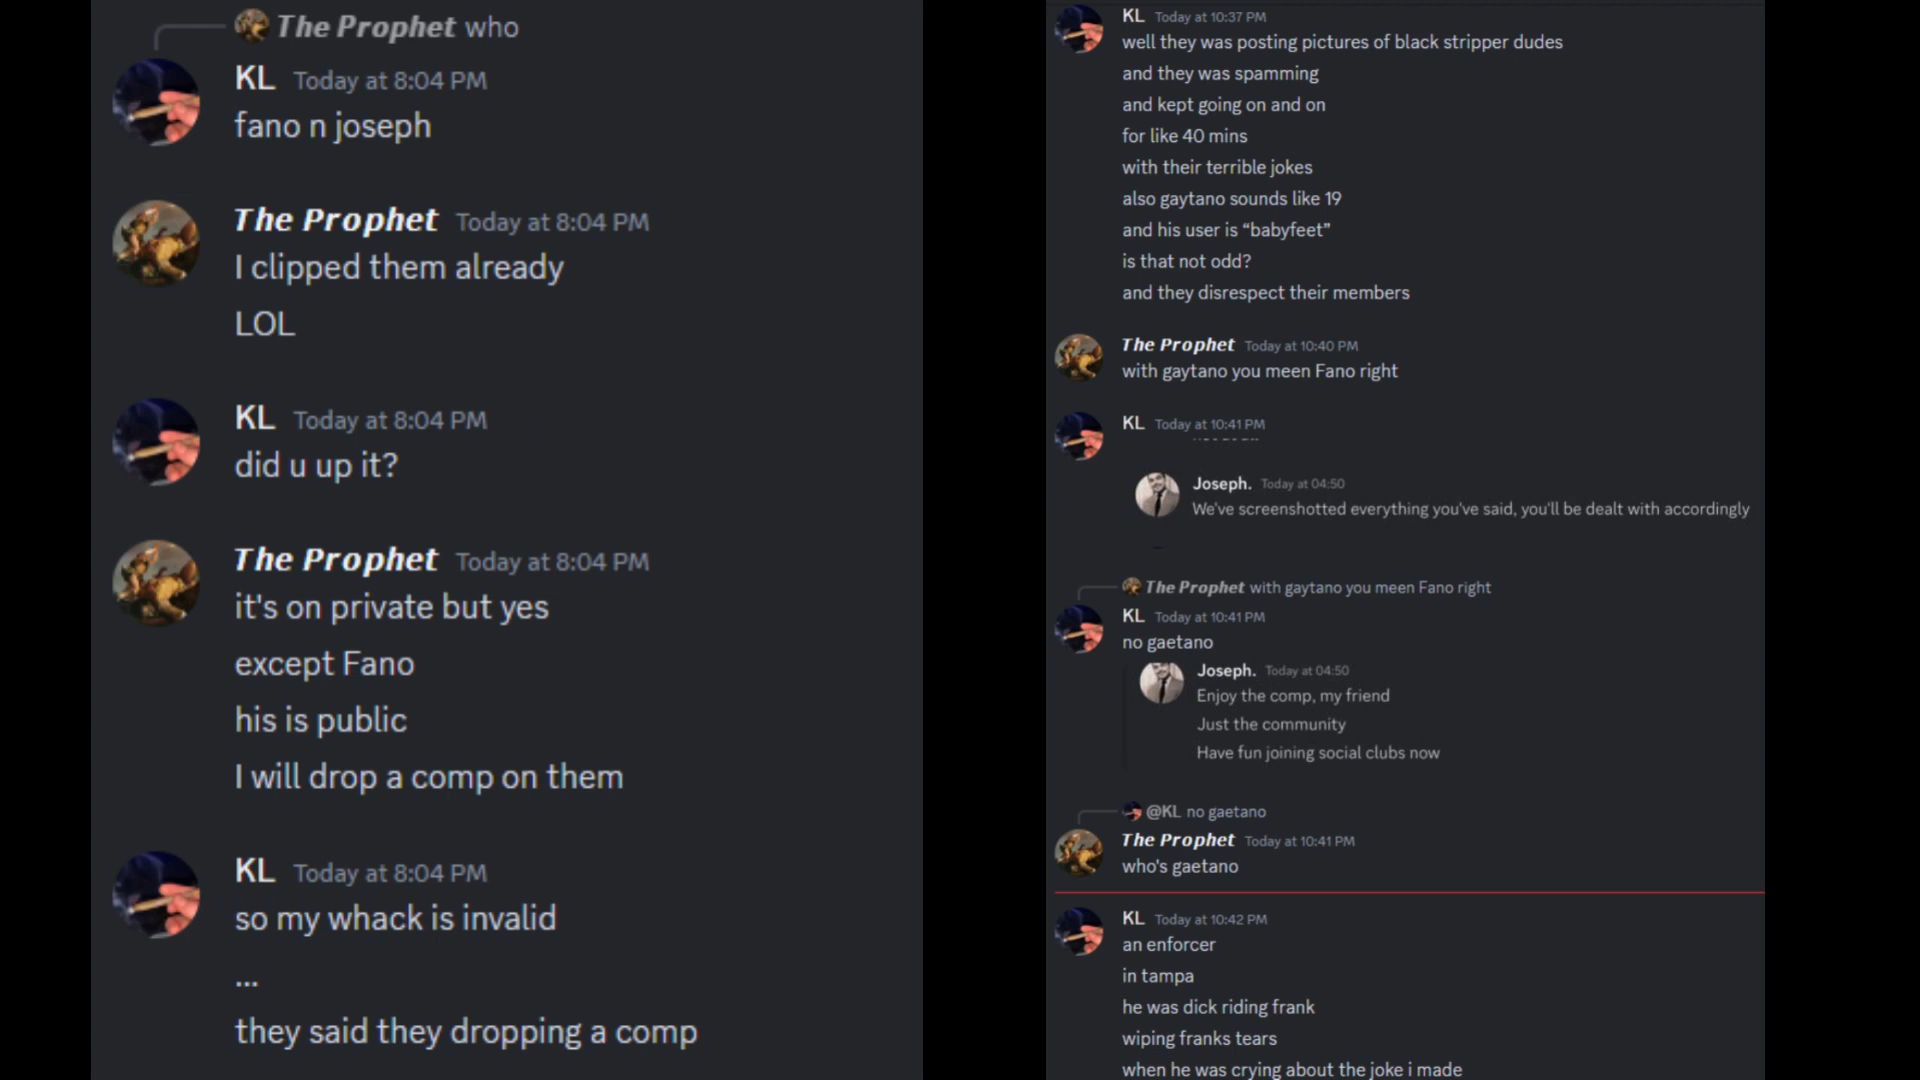 The Prophet who
KL Today at 8:04 PM
fano n joseph
The Prophet Today at 8:04 PM
I clipped them already
LOL
KL Today at 8:04 PM
did u up it?
The Prophet Today at 8:04 PM
it's on private but yes
except Fano
his is public
I will drop a comp on them
KL Today at 8:04 PM
so my whack is invalid
...
they said they dropping a comp
KL Today at 10:37 PM
well they was posting pictures of black stripper dudes
and they was spamming
and kept going on and on
for like 40 mins
with their terrible jokes
also gaytano sounds like 19
and his user is “babyfeet”
is that not odd?
and they disrespect their members
The Prophet Today at 10:40 PM
with gaytano you meen Fano right
KL Today at 10:41 PM
Joseph. Today at 04:50
We've screenshotted everything you've said, you'll be dealt with accordingly
The Prophet with gaytano you meen Fano right
KL Today at 10:41 PM
no gaetano
Joseph. Today at 04:50
Enjoy the comp, my friend
Just the community
Have fun joining social clubs now
@KL no gaetano
The Prophet Today at 10:41 PM
who's gaetano
KL Today at 10:42 PM
an enforcer
in tampa
he was dick riding frank
wiping franks tears
when he was crying about the joke i made